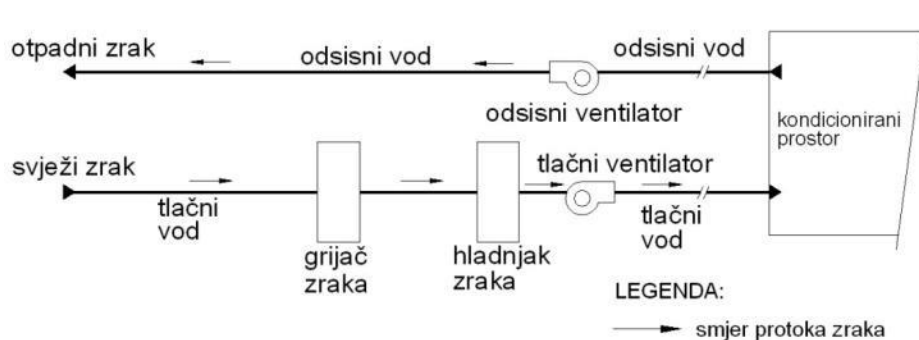 otpadni zrak
odsisni vod
odsisni vod
odsisni ventilator
kondicionirani
prostor
svježi zrak
tlačni ventilator
tlačni
vod
tlačni
vod
grijač
zraka
hladnjak
zraka
LEGENDA:
smjer protoka zraka